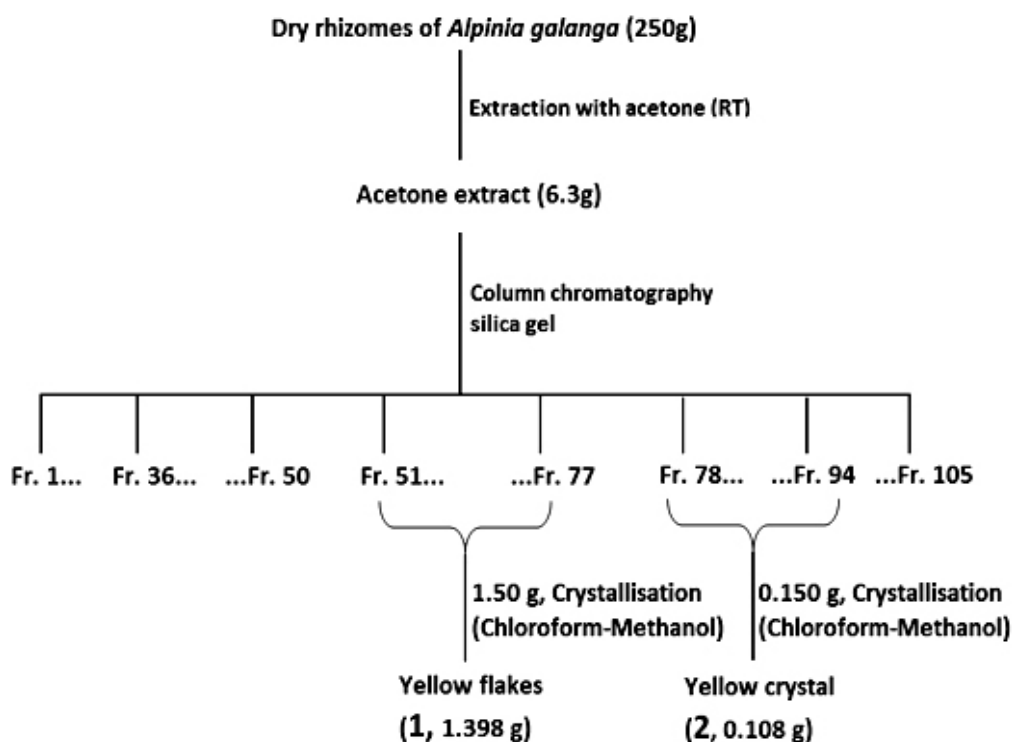 Dry rhizomes of Alpinia galanga (250g)
Extraction with acetone (RT)
Acetone extract (6.3g)
Column chromatography
silica gel
Fr. 1... Fr. 36... ...Fr. 50 Fr. 51... ...Fr. 77 Fr. 78... ...Fr. 94 ...Fr. 105
1.50 g, Crystallisation
(Chloroform-Methanol)
0.150 g, Crystallisation
(Chloroform-Methanol)
Yellow flakes
(1, 1.398 g)
Yellow crystal
(2, 0.108 g)